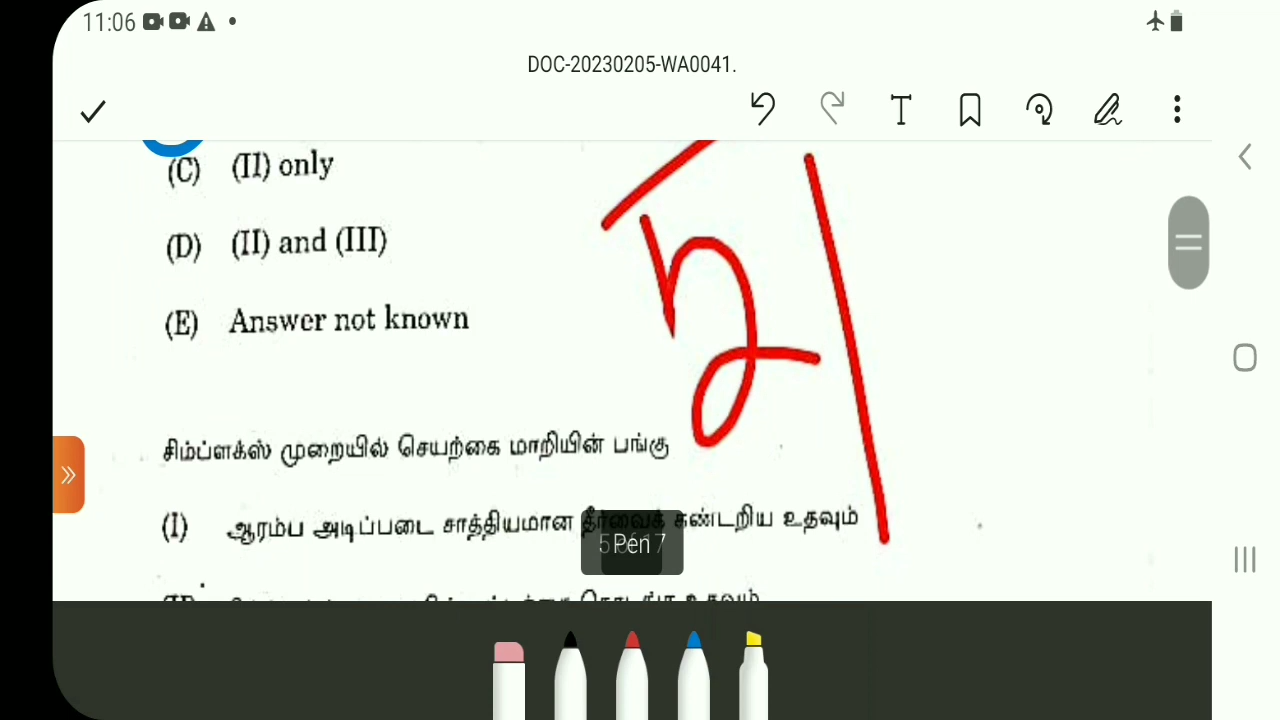 11:06
DOC-20230205-WA0041.
(C) (II) only
(D) (II) and (III)
(E) Answer not known
சிம்ப்ளக்ஸ் முறையில் செயற்கை மாறியின் பங்கு
(I) ஆரம்ப அடிப்படை சாத்தியமான தீர்வைக் கண்டறிய உதவும்
Pen